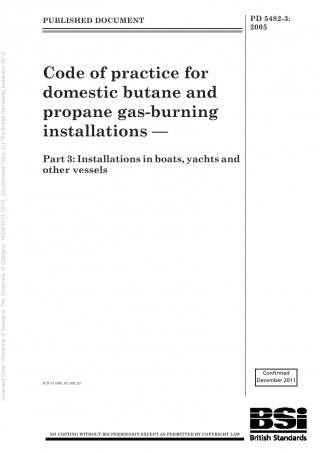 PUBLISHED DOCUMENT
PD 5482-3:
2005
Code of practice for
domestic butane and
propane gas-burning
installations —
Part 3: Installations in boats, yachts and
other vessels
Confirmed
December 2011
NO COPYING WITHOUT BSI PERMISSION EXCEPT AS PERMITTED BY COPYRIGHT LAW
BSi
British Standards